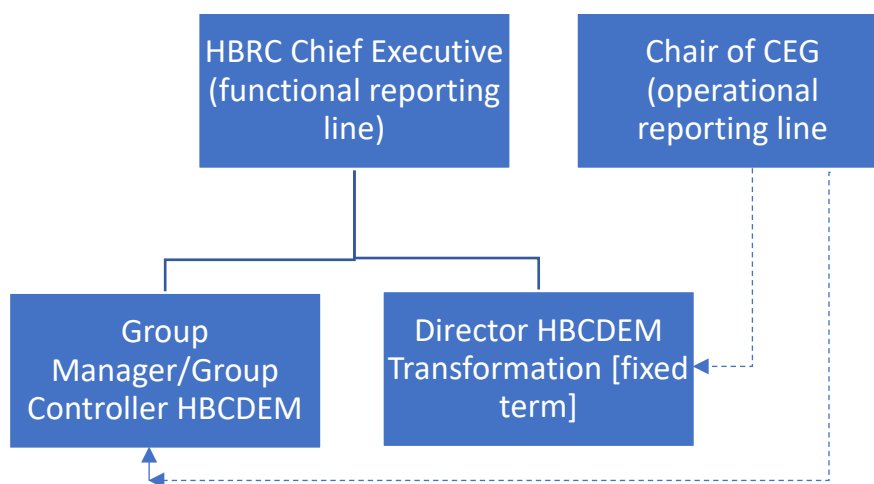 HBRC Chief Executive
(functional reporting
line)
Chair of CEG
(operational
reporting line
Group
Manager/Group
Controller HBCDEM
Director HBCDEM
Transformation [fixed
term]